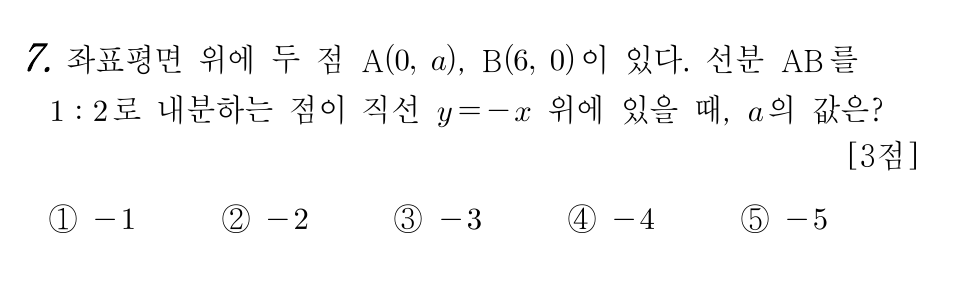 7. 좌표평면 위에 두 점 A(0, a), B(6, 0)이 있다. 선분 AB를
1 : 2로 내분하는 점이 직선 y=−x 위에 있을 때, a의 값은?
[3점]
① −1 ② −2 ③ −3 ④ −4 ⑤ −5